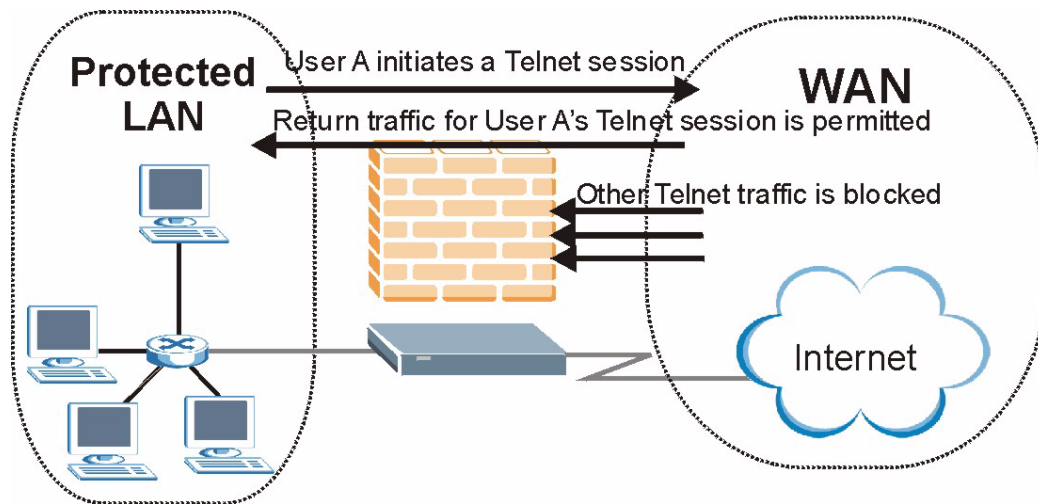 Protected
LAN
User A initiates a Telnet session
WAN
Return traffic for User A's Telnet session is permitted
Other Telnet traffic is blocked
Internet